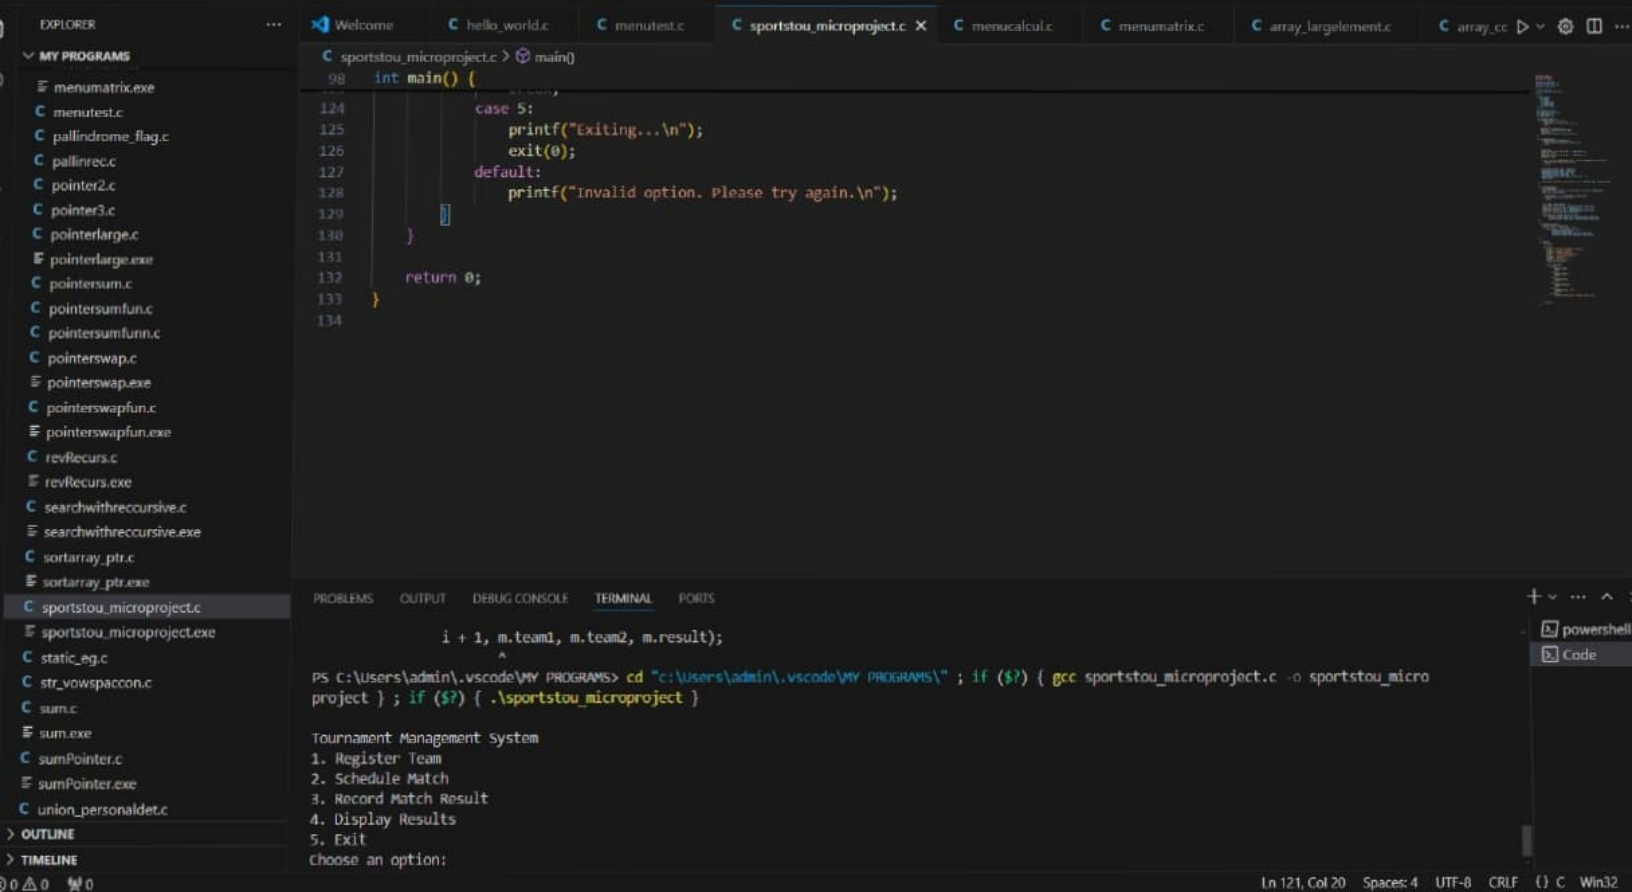 EXPLORER
MY PROGRAMS
menumatrix.exe
menutest.c
pallindrome_flag.c
pallinrec.c
pointer2.c
pointer3.c
pointerlarge.c
pointerlarge.exe
pointersum.c
pointersumfun.c
pointersumfunn.c
pointerswap.c
pointerswap.exe
pointerswapfun.c
pointerswapfun.exe
revRecurs.c
revRecurs.exe
searchwithreccursive.c
searchwithreccursive.exe
sortarray_ptr.c
sortarray_ptr.exe
sportstou_microproject.c
sportstou_microproject.exe
static_eg.c
str_vowspaccon.c
sum.c
sum.exe
sumPointer.c
sumPointer.exe
union_personaldet.c
OUTLINE
TIMELINE
Welcome
hello_world.c
menutest.c
sportstou_microproject.c
menucalcul.c
menumatrix.c
array_largelement.c
array_cc
sportstou_microproject.c > main()
98 int main() {
124 case 5:
125 printf("Exiting...\n");
126 exit(0);
127 default:
128 printf("Invalid option. Please try again.\n");
129 }
130 }
131
132 return 0;
133 }
134
PROBLEMS OUTPUT DEBUG CONSOLE TERMINAL PORTS
i + 1, m.team1, m.team2, m.result);
^
PS C:\Users\admin\.vscode\MY PROGRAMS> cd "c:\Users\admin\.vscode\MY PROGRAMS\" ; if ($?) { gcc sportstou_microproject.c -o sportstou_micro
project } ; if ($?) { .\sportstou_microproject }
Tournament Management System
1. Register Team
2. Schedule Match
3. Record Match Result
4. Display Results
5. Exit
Choose an option:
powershell
Code
0 0 0
Ln 121, Col 20 Spaces: 4 UTF-8 CRLF {} C Win32